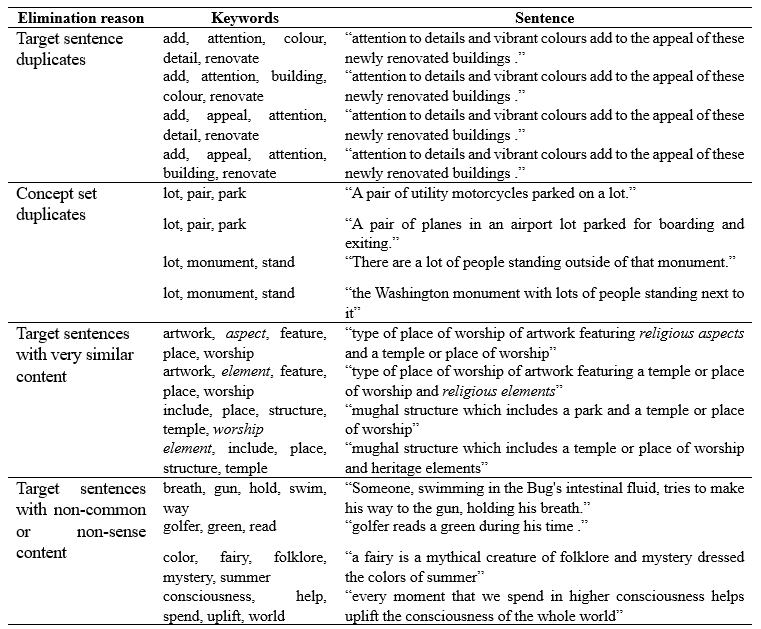 Elimination reason Keywords Sentence
Target sentence duplicates
add, attention, colour, detail, renovate
“attention to details and vibrant colours add to the appeal of these newly renovated buildings .”
add, attention, building, colour, renovate
“attention to details and vibrant colours add to the appeal of these newly renovated buildings .”
add, appeal, attention, detail, renovate
“attention to details and vibrant colours add to the appeal of these newly renovated buildings .”
add, appeal, attention, building, renovate
“attention to details and vibrant colours add to the appeal of these newly renovated buildings .”
Concept set duplicates
lot, pair, park
“A pair of utility motorcycles parked on a lot.”
lot, pair, park
“A pair of planes in an airport lot parked for boarding and exiting.”
lot, monument, stand
“There are a lot of people standing outside of that monument.”
lot, monument, stand
“the Washington monument with lots of people standing next to it”
Target sentences with very similar content
artwork, aspect, feature, place, worship
“type of place of worship of artwork featuring religious aspects and a temple or place of worship”
artwork, element, feature, place, worship
“type of place of worship of artwork featuring a temple or place of worship and religious elements”
include, place, structure, temple, worship
“mughal structure which includes a park and a temple or place of worship”
element, include, place, structure, temple
“mughal structure which includes a temple or place of worship and heritage elements”
Target sentences with non-common or non-sense content
breath, gun, hold, swim, way
“Someone, swimming in the Bug's intestinal fluid, tries to make his way to the gun, holding his breath.”
golfer, green, read
“golfer reads a green during his time .”
color, fairy, folklore, mystery, summer
“a fairy is a mythical creature of folklore and mystery dressed the colors of summer”
consciousness, help, spend, uplift, world
“every moment that we spend in higher consciousness helps uplift the consciousness of the whole world”